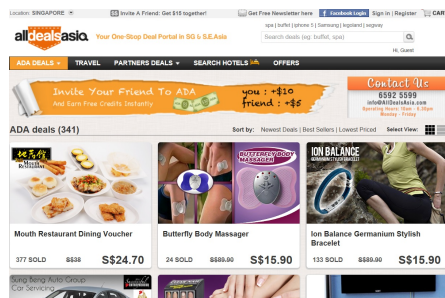 Location: SINGAPORE
S$ Invite A Friend: Get S$15 together!
Get Free Newsletter here
Facebook Login
Sign in | Register
CART
alldealsasia
Your One-Stop Deal Portal in SG & S.E.Asia
spa | buffet | iphone 5 | Samsung | legoland | segway
Search deals (eg: buffet, spa)
Hi, Guest
ADA DEALS
TRAVEL
PARTNERS DEALS
SEARCH HOTELS
OFFERS
Invite Your Friend To ADA
And Earn Free Credits Instantly
you : +$10
friend : +$5
Contact Us
6592 5599
info@AllDealsAsia.com
Monday - Friday
ADA deals (341)
Sort by: Newest Deals | Best Sellers | Lowest Priced
Select View:
地茂館
Mouth
Restaurant
BUTTERFLY BODY
MASSAGER
ION BALANCE
GERMANIUM STYLISH BRACELET
Mouth Restaurant Dining Voucher
Butterfly Body Massager
Ion Balance Germanium Stylish
Bracelet
377 SOLD
S$38
S$24.70
24 SOLD
S$89.90
S$15.90
133 SOLD
S$89.90
S$15.90
Sung Beng Auto Group
Car Servicing